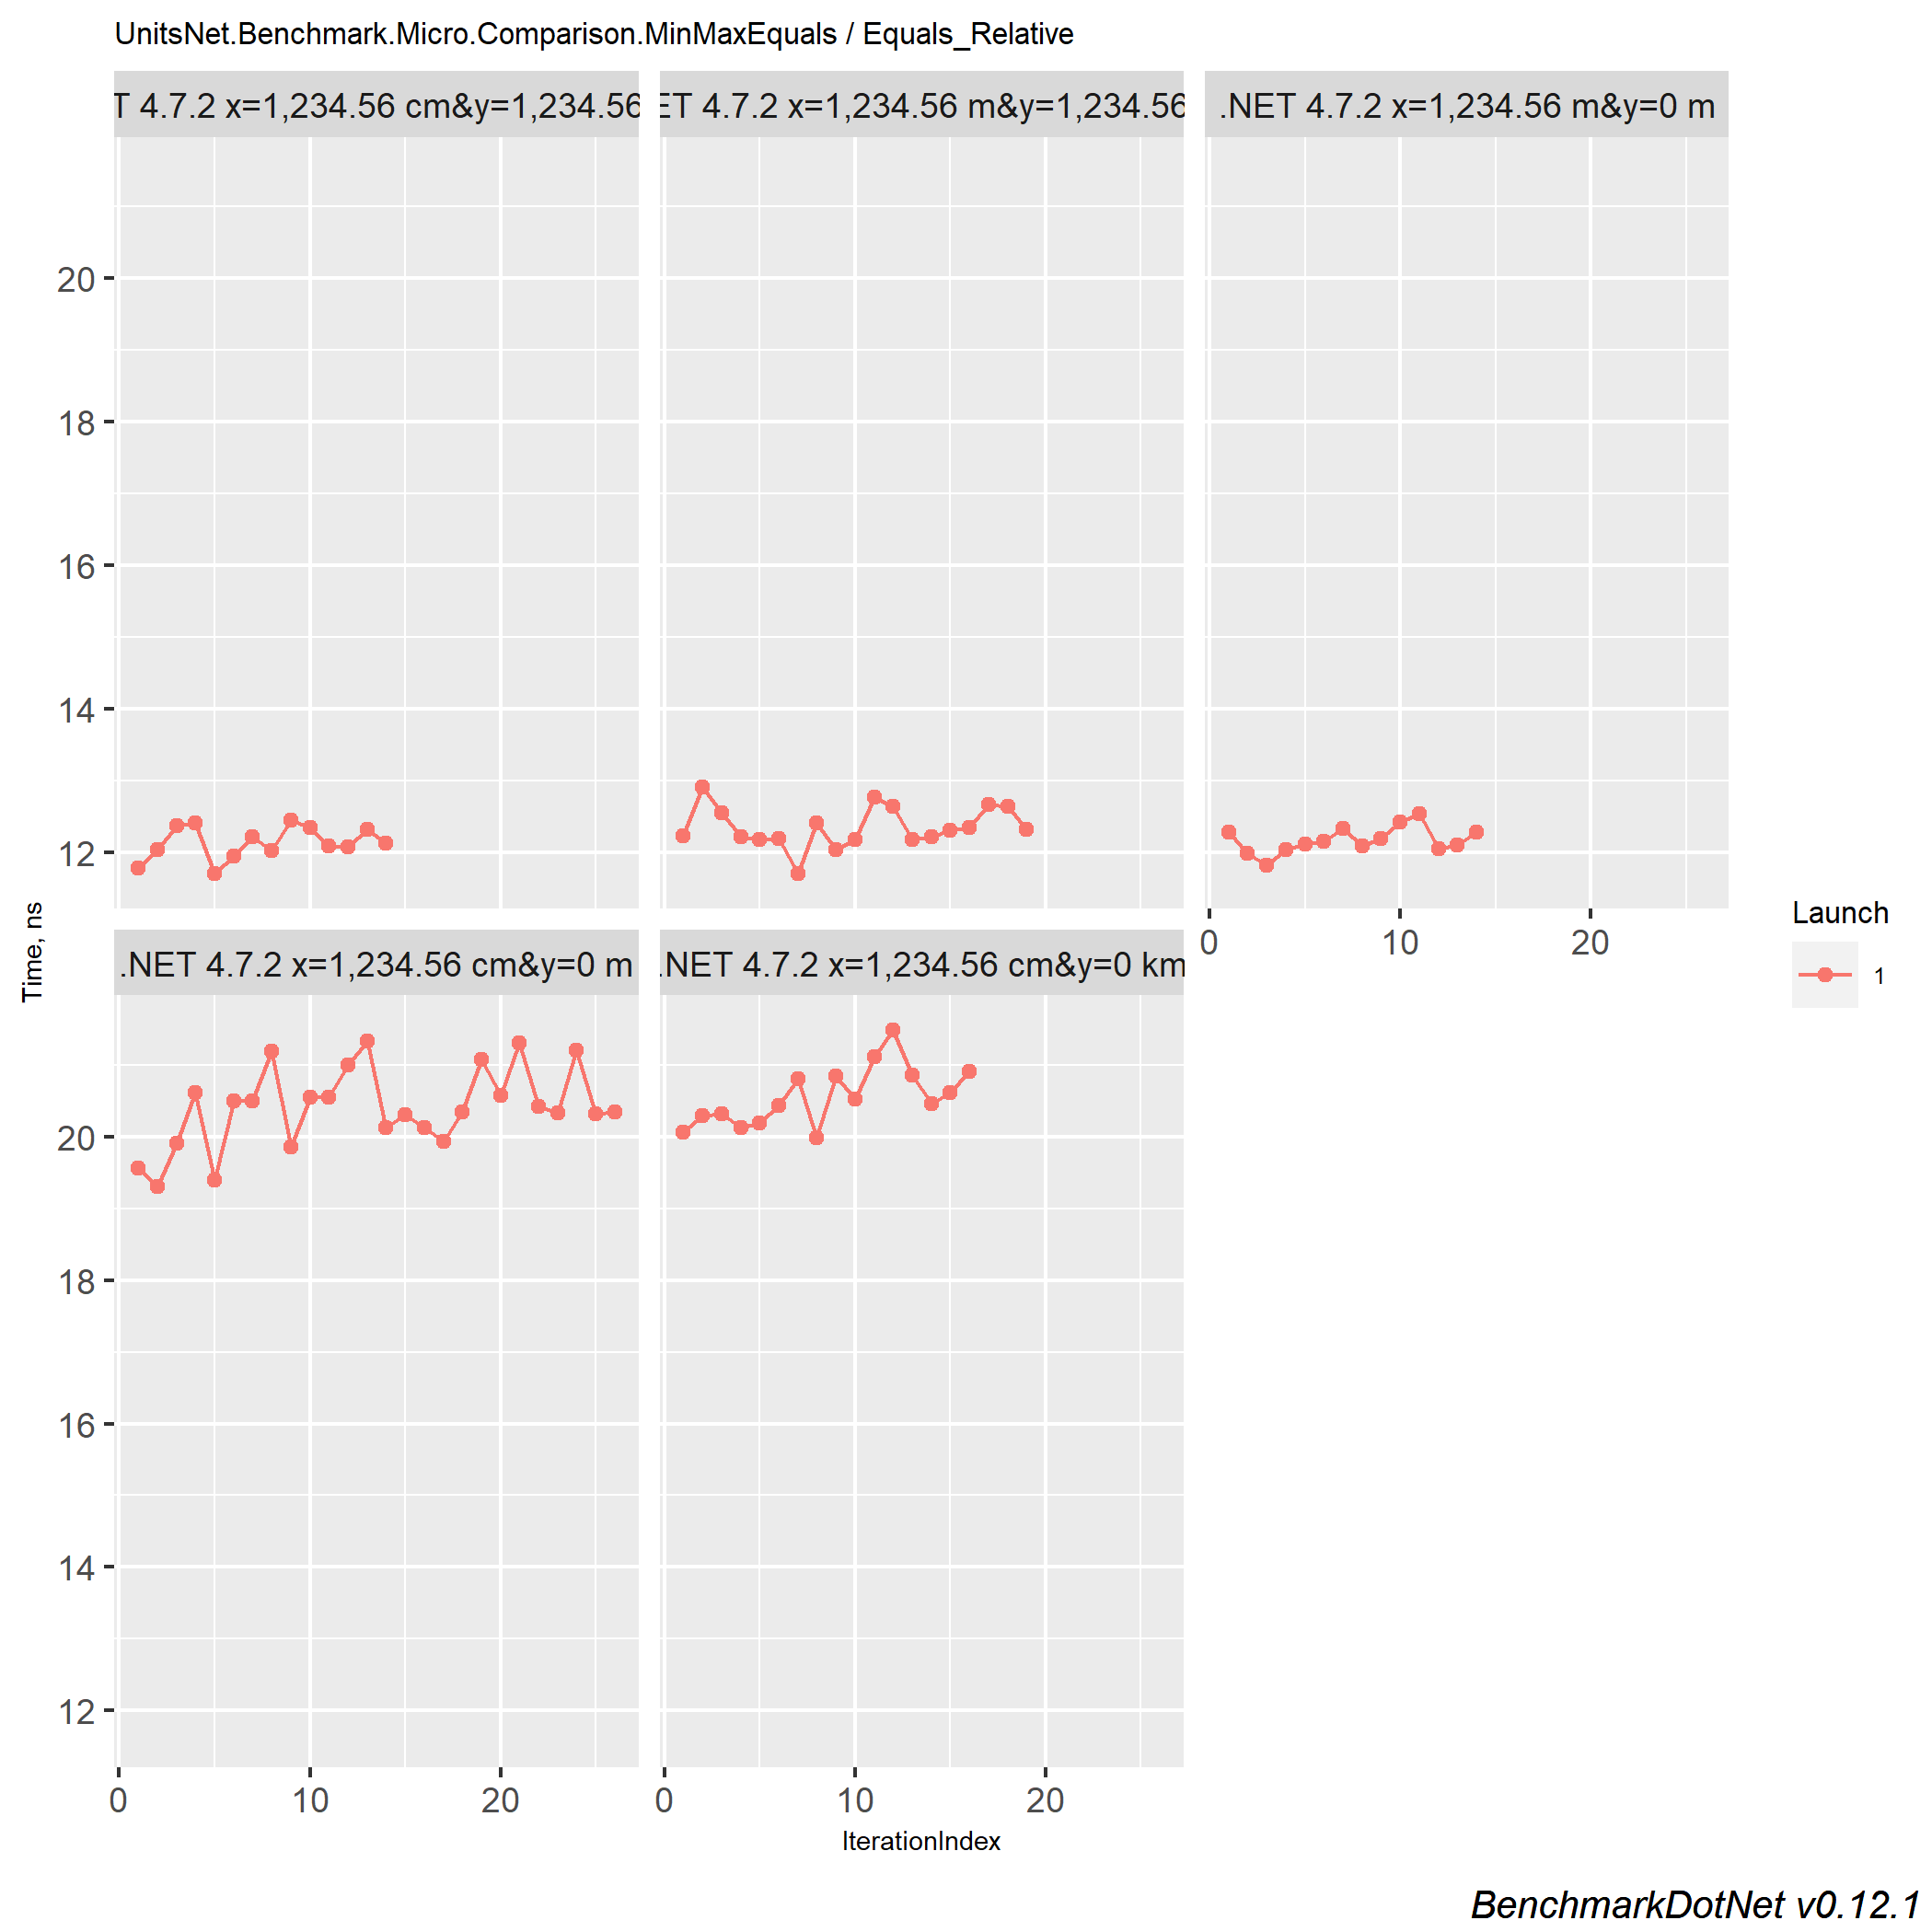 UnitsNet.Benchmark.Micro.Comparison.MinMaxEquals / Equals_Relative
T 4.7.2 x=1,234.56 cm&y=1,234.56
ET 4.7.2 x=1,234.56 m&y=1,234.56
.NET 4.7.2 x=1,234.56 m&y=0 m
20
18
16
14
12
0 10 20
Time, ns
Launch
1
.NET 4.7.2 x=1,234.56 cm&y=0 m
.NET 4.7.2 x=1,234.56 cm&y=0 km
20
18
16
14
12
0 10 20
0 10 20
IterationIndex
BenchmarkDotNet v0.12.1